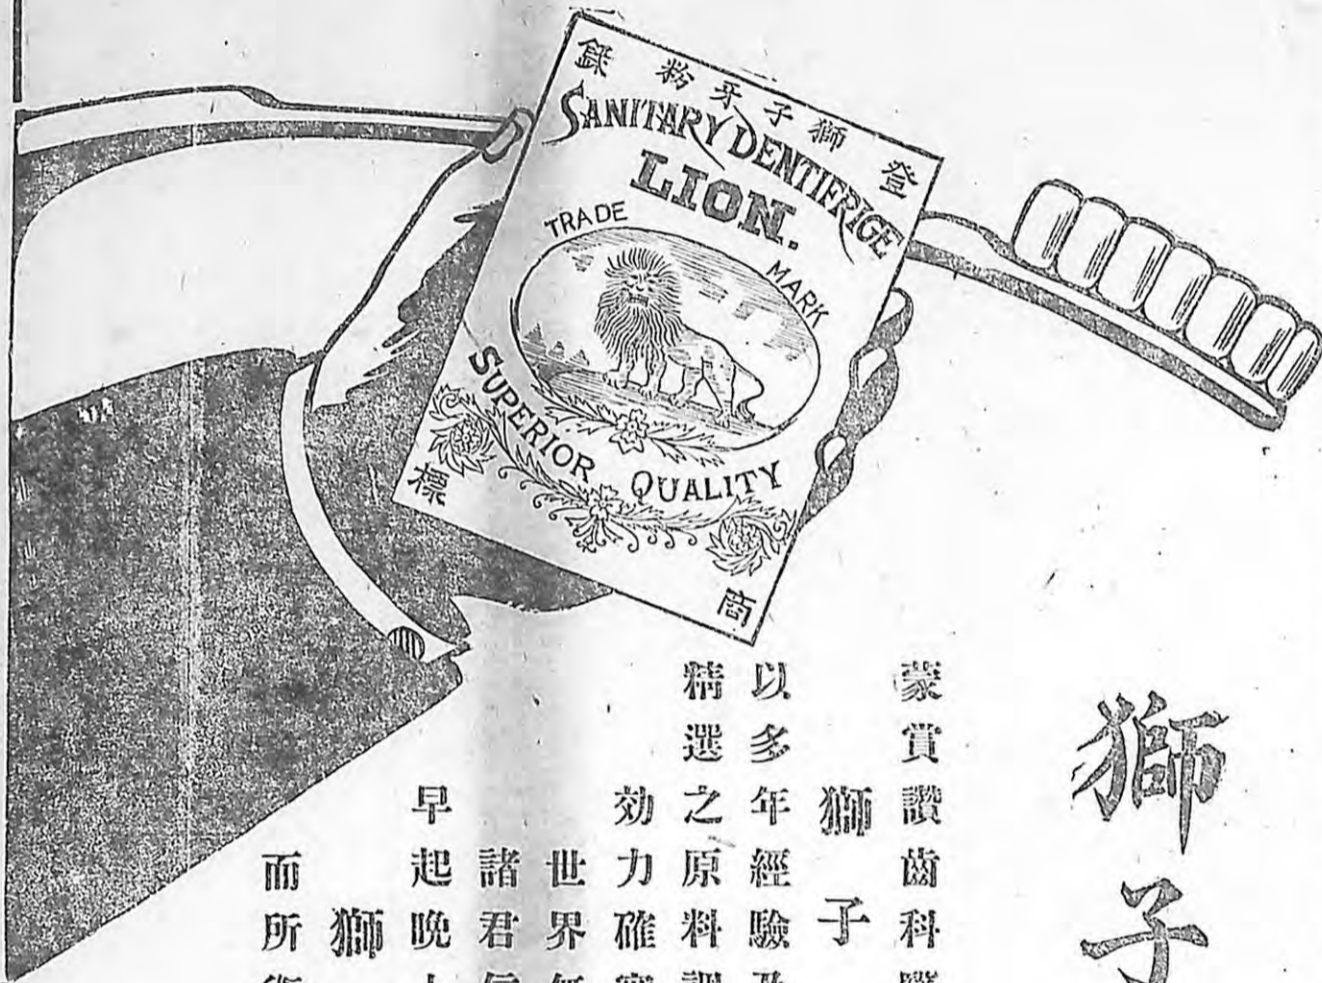 登獅子牙粉錄
SANITARY DENTIFRIGE
LION.
TRADE MARK
SUPERIOR QUALITY
商標
獅子
蒙賞讚齒科
獅子
以多年經驗
精選之原料
効力確
世界
諸君
早起晚
獅
而所